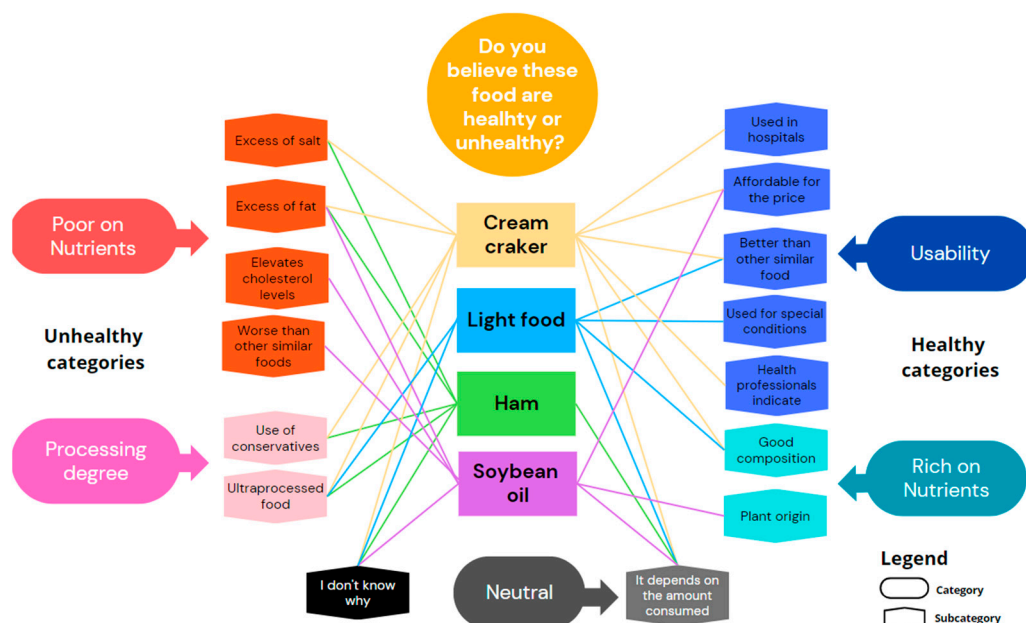 Do you
believe these
food are
healhty or
unhealthy?
Excess of salt
Excess of fat
Elevates
cholesterol
levels
Worse than
other similar
foods
Use of
conservatives
Ultraprocessed
food
Poor on
Nutrients
Unhealthy
categories
Processing
degree
Cream
craker
Light food
Ham
Soybean
oil
Used in
hospitals
Affordable for
the price
Better than
other similar
food
Used for special
conditions
Health
professionals
indicate
Good
composition
Plant origin
Usability
Healthy
categories
Rich on
Nutrients
I don't know
why
Neutral
It depends on
the amount
consumed
Legend
Category
Subcategory